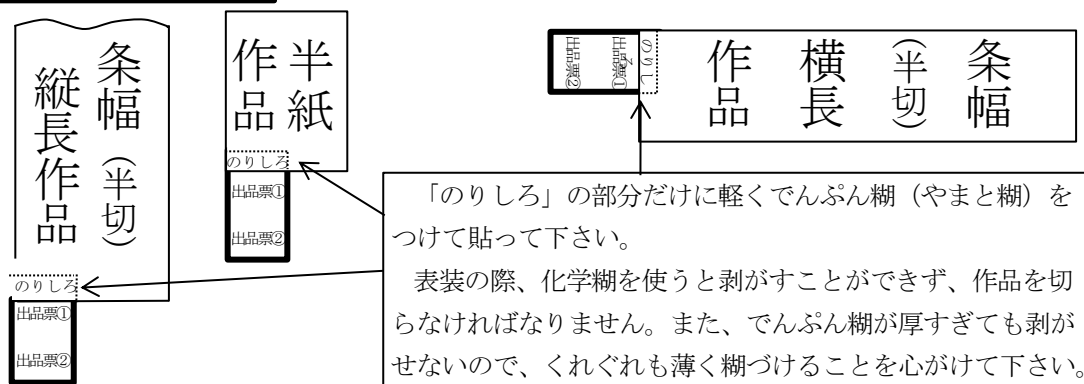 条幅(半切)
縦長作品
のりしろ
出品票①
出品票②
半紙
作品
のりしろ
出品票①
出品票②
条幅
(半切)
横長
作品
のりしろ
出品票①
出品票②
「のりしろ」の部分だけに軽くでんぷん糊(やまと糊)を
つけて貼って下さい。
表装の際、化学糊を使うと剥がすことができず、作品を切
らなければなりません。また、でんぷん糊が厚すぎても剥が
せないので、くれぐれも薄く糊づけることを心がけて下さい。